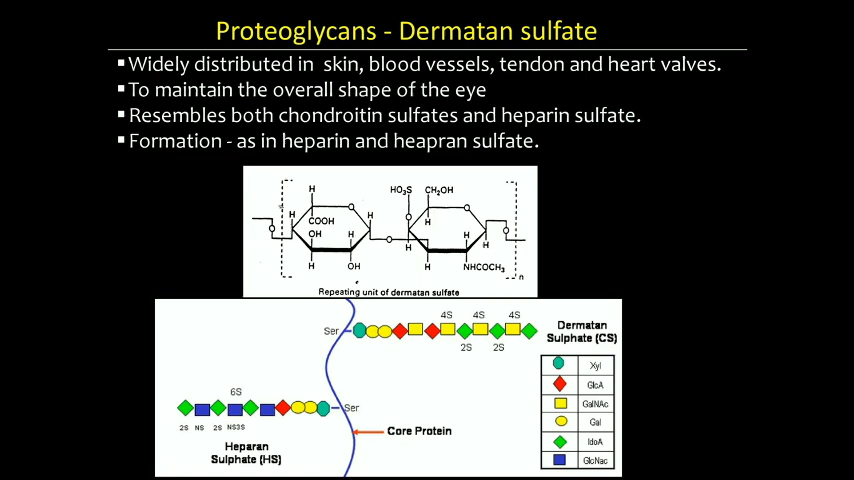 Proteoglycans - Dermatan sulfate
▪Widely distributed in skin, blood vessels, tendon and heart valves.
▪To maintain the overall shape of the eye
▪Resembles both chondroitin sulfates and heparin sulfate.
▪Formation - as in heparin and heapran sulfate.
H HO₃S CH₂OH
O O
H COOH H O H
O OH H H H O
O H
H OH H NHCOCH₃
n
Repeating unit of dermatan sulfate
4S 4S 4S
Ser
2S 2S
Dermatan
Sulphate (CS)
Xyl
GlcA
GalNAc
Gal
IdoA
GlcNac
6S
Ser
2S NS 2S NS3S
Core Protein
Heparan
Sulphate (HS)